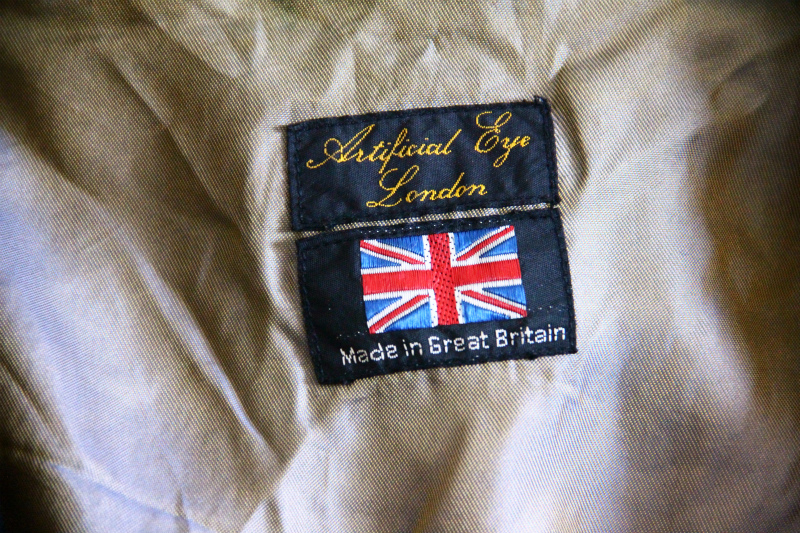 Artificial Eye
London
Made in Great Britain